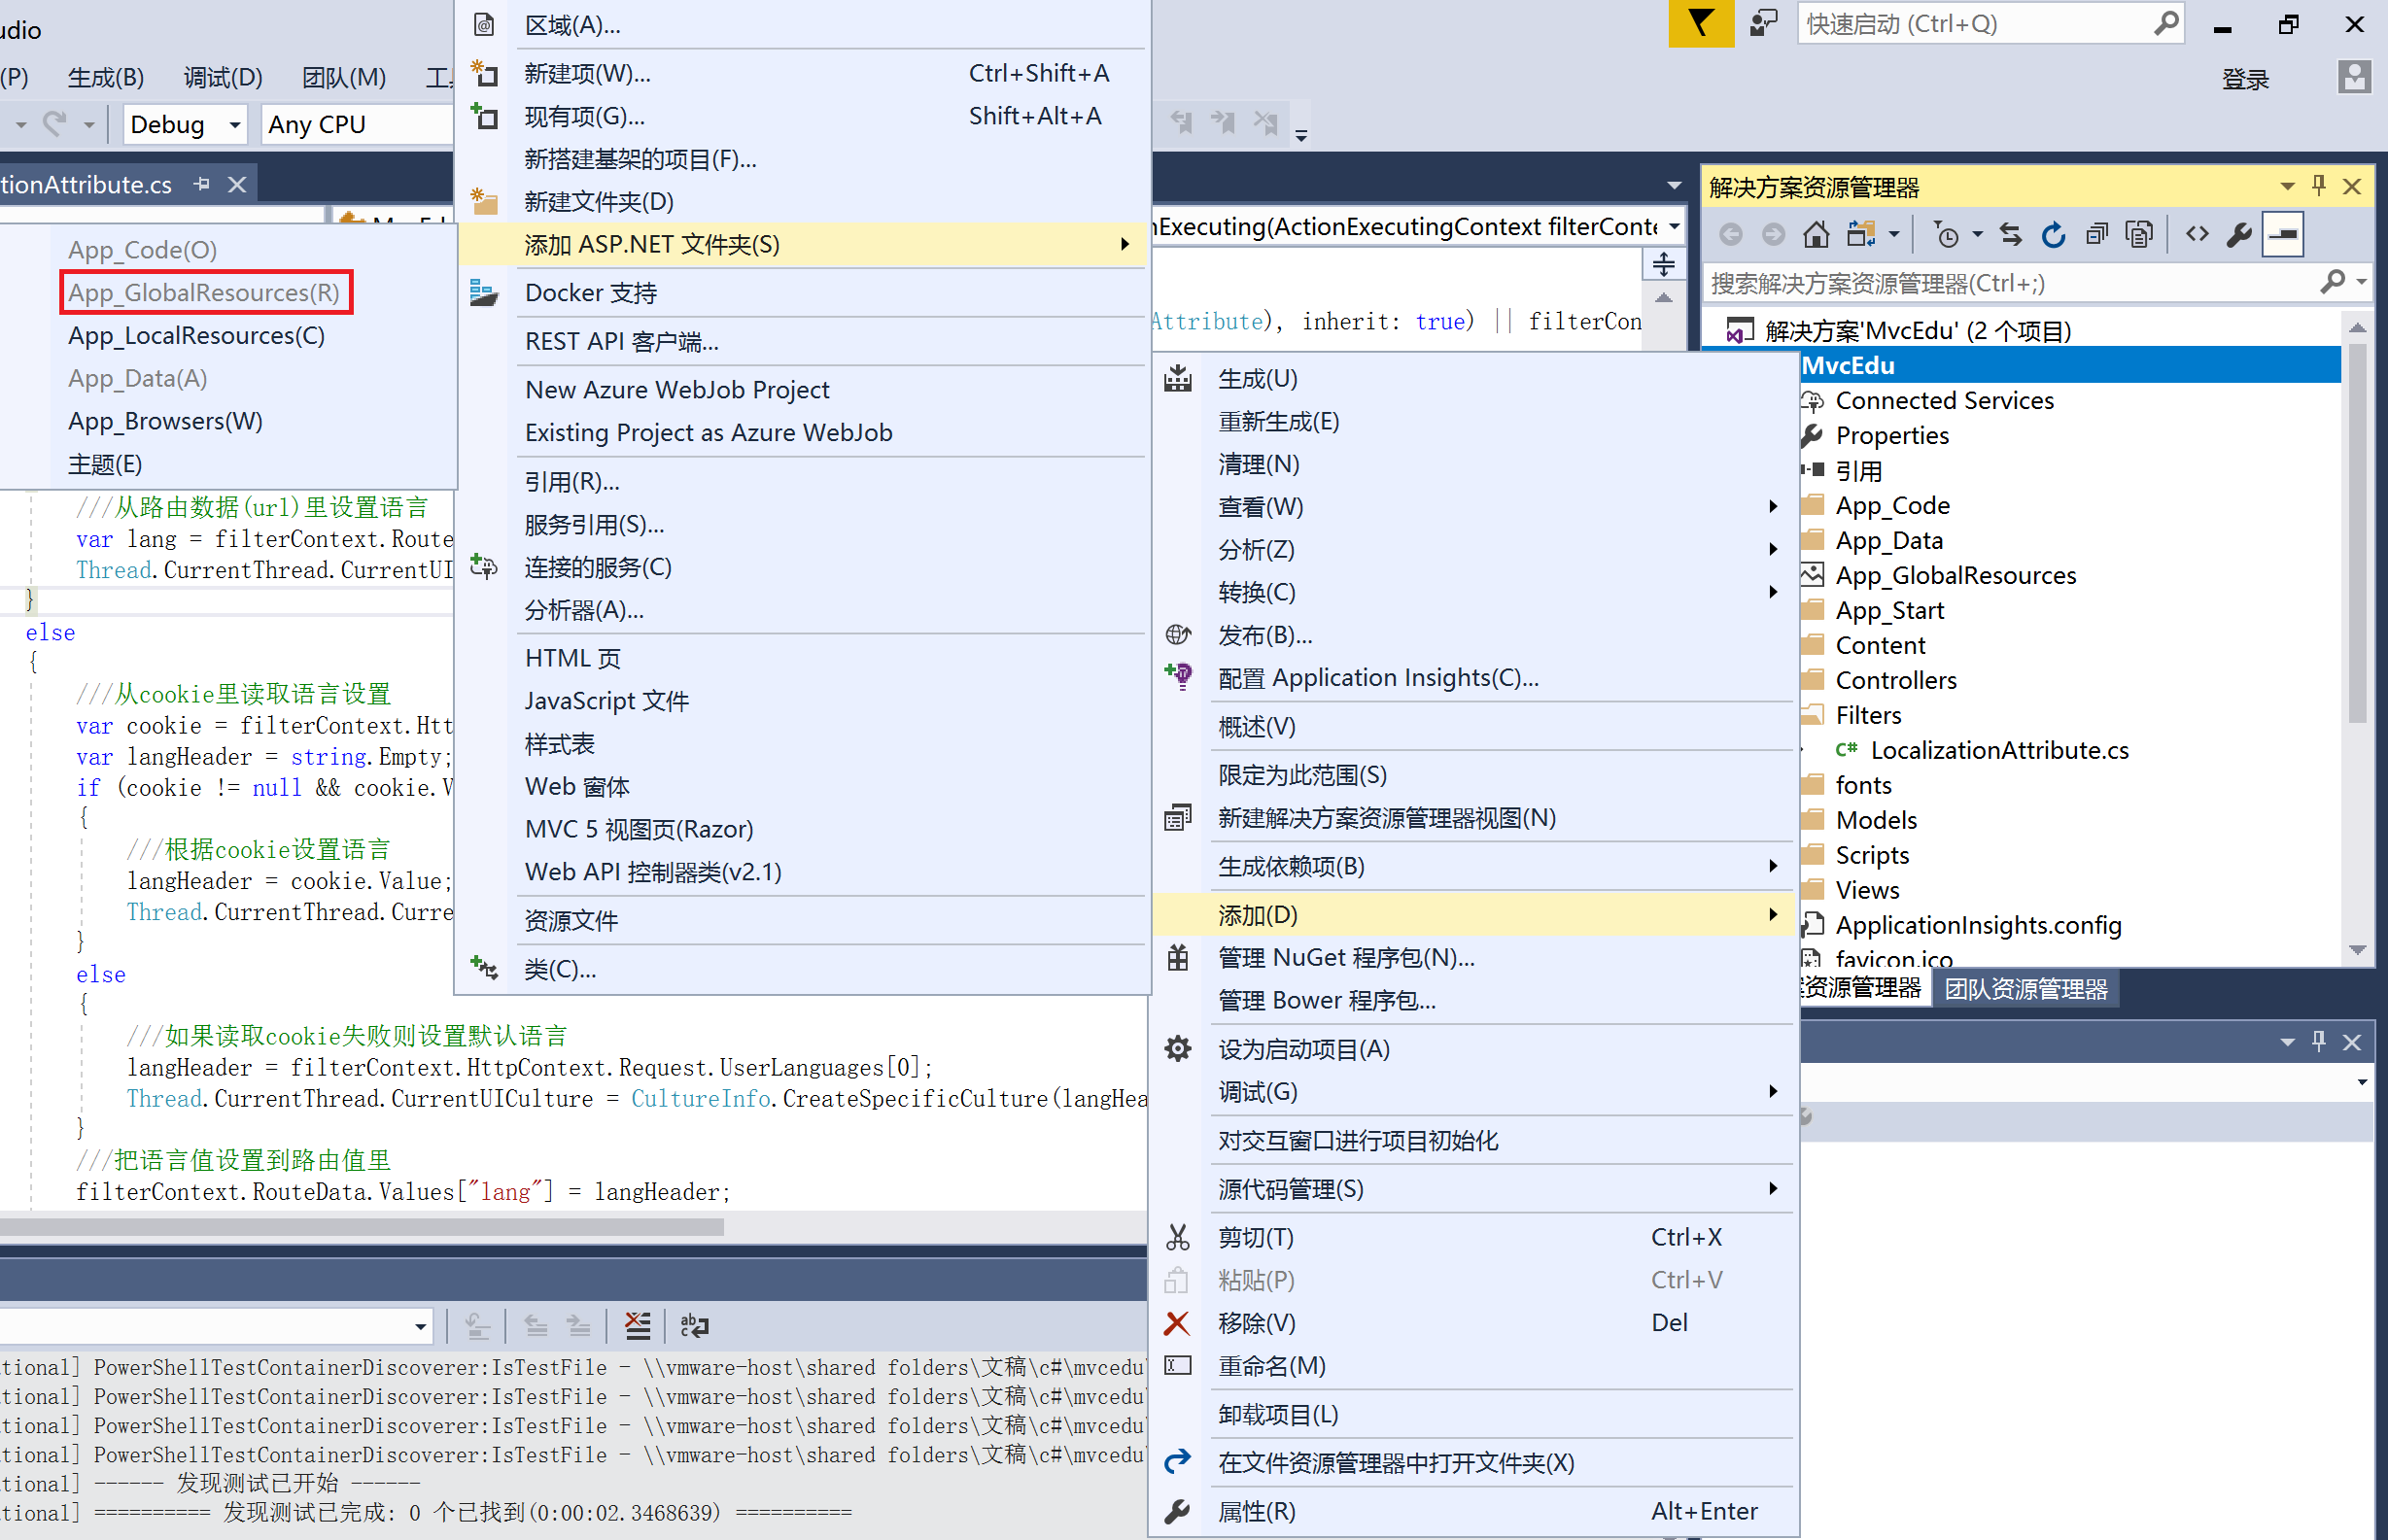 udio
快速启动 (Ctrl+Q)
(P) 生成(B) 调试(D) 团队(M)
登录
Debug Any CPU
tionAttribute.cs
nExecuting(ActionExecutingContext filterConte
Attribute), inherit: true) || filterCon
App_Code(O)
App_GlobalResources(R)
App_LocalResources(C)
App_Data(A)
App_Browsers(W)
主题(E)
///从路由数据(url)里设置语言
var lang = filterContext.Route
Thread.CurrentThread.CurrentUI
}
else
{
///从cookie里读取语言设置
var cookie = filterContext.Htt
var langHeader = string.Empty;
if (cookie != null && cookie.V
{
///根据cookie设置语言
langHeader = cookie.Value;
Thread.CurrentThread.Curre
}
else
{
///如果读取cookie失败则设置默认语言
langHeader = filterContext.HttpContext.Request.UserLanguages[0];
Thread.CurrentThread.CurrentUICulture = CultureInfo.CreateSpecificCulture(langHea
}
///把语言值设置到路由值里
filterContext.RouteData.Values["lang"] = langHeader;
区域(A)...
新建项(W)... Ctrl+Shift+A
现有项(G)... Shift+Alt+A
新搭建基架的项目(F)...
新建文件夹(D)
添加 ASP.NET 文件夹(S)
Docker 支持
REST API 客户端...
New Azure WebJob Project
Existing Project as Azure WebJob
引用(R)...
服务引用(S)...
连接的服务(C)
分析器(A)...
HTML 页
JavaScript 文件
样式表
Web 窗体
MVC 5 视图页(Razor)
Web API 控制器类(v2.1)
资源文件
类(C)...
生成(U)
重新生成(E)
清理(N)
查看(W)
分析(Z)
转换(C)
发布(B)...
配置 Application Insights(C)...
概述(V)
限定为此范围(S)
新建解决方案资源管理器视图(N)
生成依赖项(B)
添加(D)
管理 NuGet 程序包(N)...
管理 Bower 程序包...
设为启动项目(A)
调试(G)
对交互窗口进行项目初始化
源代码管理(S)
剪切(T) Ctrl+X
粘贴(P) Ctrl+V
移除(V) Del
重命名(M)
卸载项目(L)
在文件资源管理器中打开文件夹(X)
属性(R) Alt+Enter
解决方案资源管理器
搜索解决方案资源管理器(Ctrl+;)
解决方案'MvcEdu' (2 个项目)
MvcEdu
Connected Services
Properties
引用
App_Code
App_Data
App_GlobalResources
App_Start
Content
Controllers
Filters
C# LocalizationAttribute.cs
fonts
Models
Scripts
Views
ApplicationInsights.config
favicon.ico
资源管理器 团队资源管理器
ational] PowerShellTestContainerDiscoverer:IsTestFile - \\vmware-host\shared folders\文稿\c#\mvcedu\
ational] PowerShellTestContainerDiscoverer:IsTestFile - \\vmware-host\shared folders\文稿\c#\mvcedu\
ational] PowerShellTestContainerDiscoverer:IsTestFile - \\vmware-host\shared folders\文稿\c#\mvcedu\
ational] PowerShellTestContainerDiscoverer:IsTestFile - \\vmware-host\shared folders\文稿\c#\mvcedu\
ational] ------ 发现测试已开始 ------
ational] ========== 发现测试已完成: 0 个已找到(0:00:02.3468639) ==========